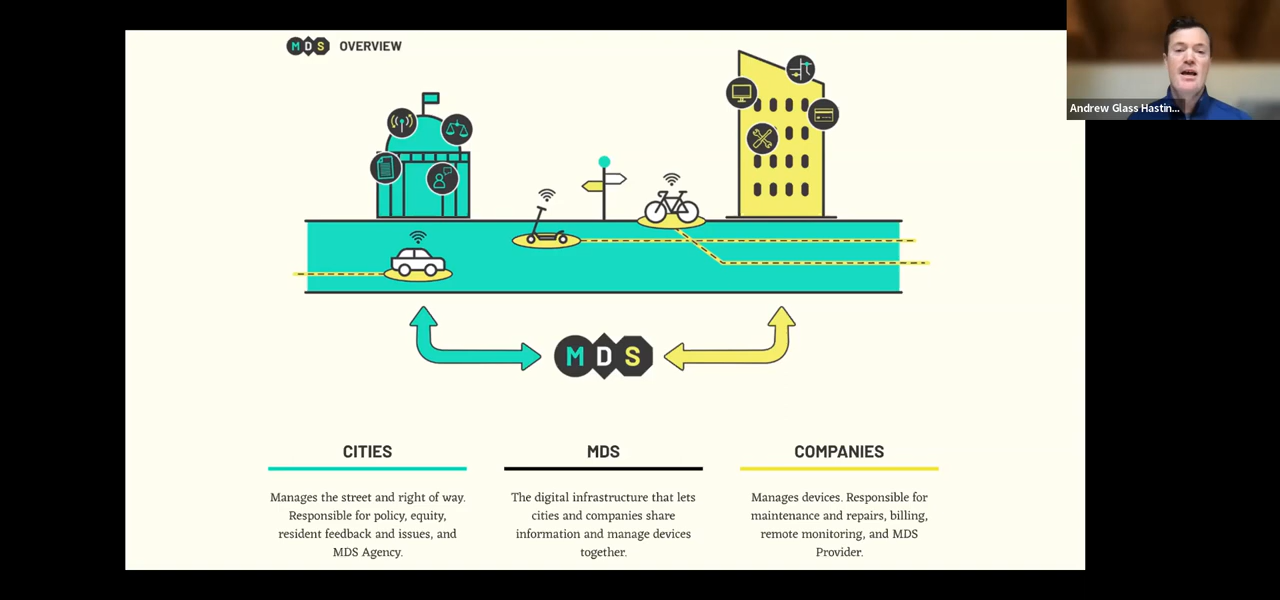 MDS OVERVIEW
Andrew Glass Hastin...
MDS
CITIES
Manages the street and right of way.
Responsible for policy, equity,
resident feedback and issues, and
MDS Agency.
MDS
The digital infrastructure that lets
cities and companies share
information and manage devices
together.
COMPANIES
Manages devices. Responsible for
maintenance and repairs, billing,
remote monitoring, and MDS
Provider.